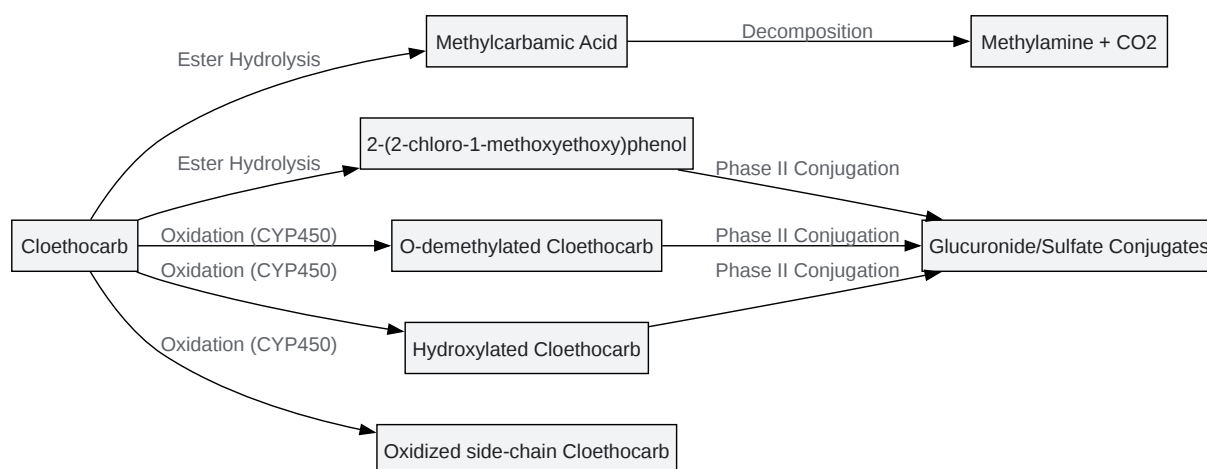 Methylcarbamic Acid
Decomposition
Methylamine + CO2
Ester Hydrolysis
2-(2-chloro-1-methoxyethoxy)phenol
Ester Hydrolysis
Phase II Conjugation
Cloethocarb
Oxidation (CYP450)
O-demethylated Cloethocarb
Phase II Conjugation
Glucuronide/Sulfate Conjugates
Oxidation (CYP450)
Phase II Conjugation
Hydroxylated Cloethocarb
Oxidation (CYP450)
Oxidized side-chain Cloethocarb